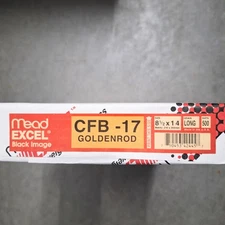 mead
EXCEL®
Black Image
CFB -17
GOLDENROD
8½ x 14
LONG
500